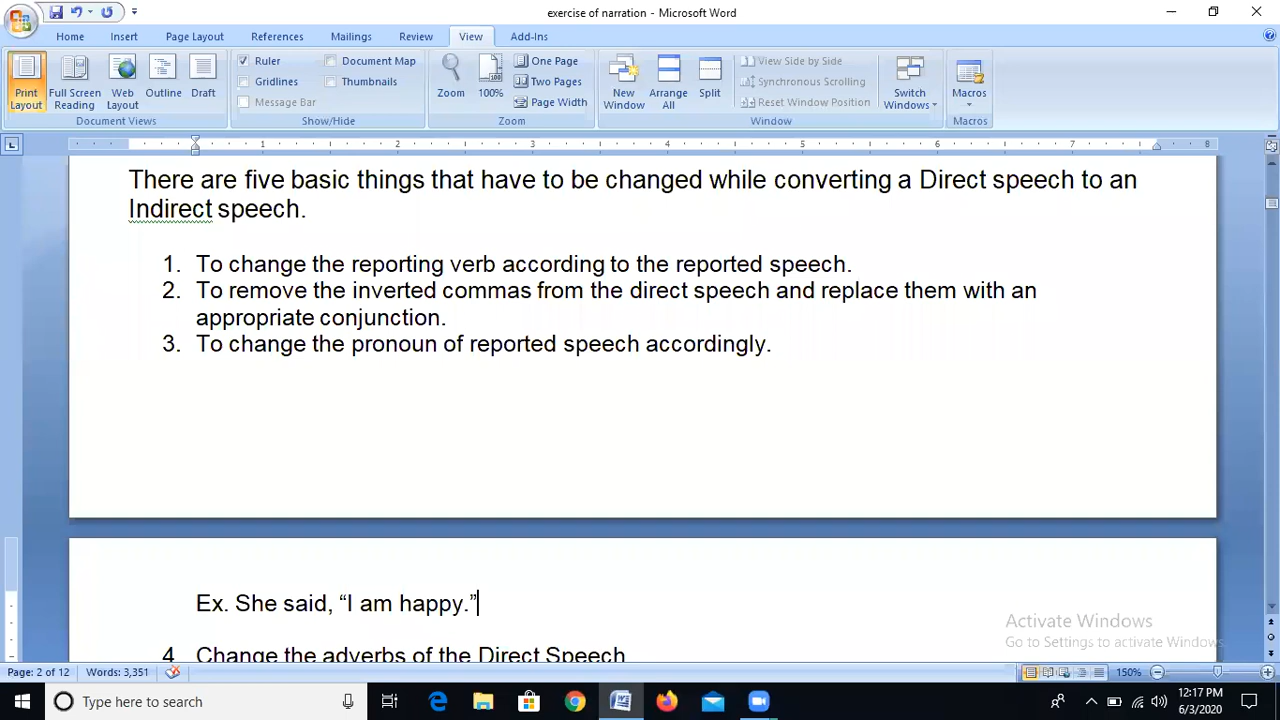 exercise of narration - Microsoft Word
Home Insert Page Layout References Mailings Review View Add-Ins
Print Layout
Full Screen Reading
Web Layout
Outline
Draft
Document Views
Ruler
Gridlines
Message Bar
Document Map
Thumbnails
Show/Hide
Zoom
100%
One Page
Two Pages
Page Width
Zoom
New Window
Arrange All
Split
View Side by Side
Synchronous Scrolling
Reset Window Position
Switch Windows
Window
Macros
Macros
1 2 3 4 5 6 7 8
There are five basic things that have to be changed while converting a Direct speech to an
Indirect speech.
1. To change the reporting verb according to the reported speech.
2. To remove the inverted commas from the direct speech and replace them with an
appropriate conjunction.
3. To change the pronoun of reported speech accordingly.
Ex. She said, “I am happy.”
4. Change the adverbs of the Direct Speech
Activate Windows
Go to Settings to activate Windows.
Page: 2 of 12 Words: 3,351 150%
Type here to search
12:17 PM
6/3/2020